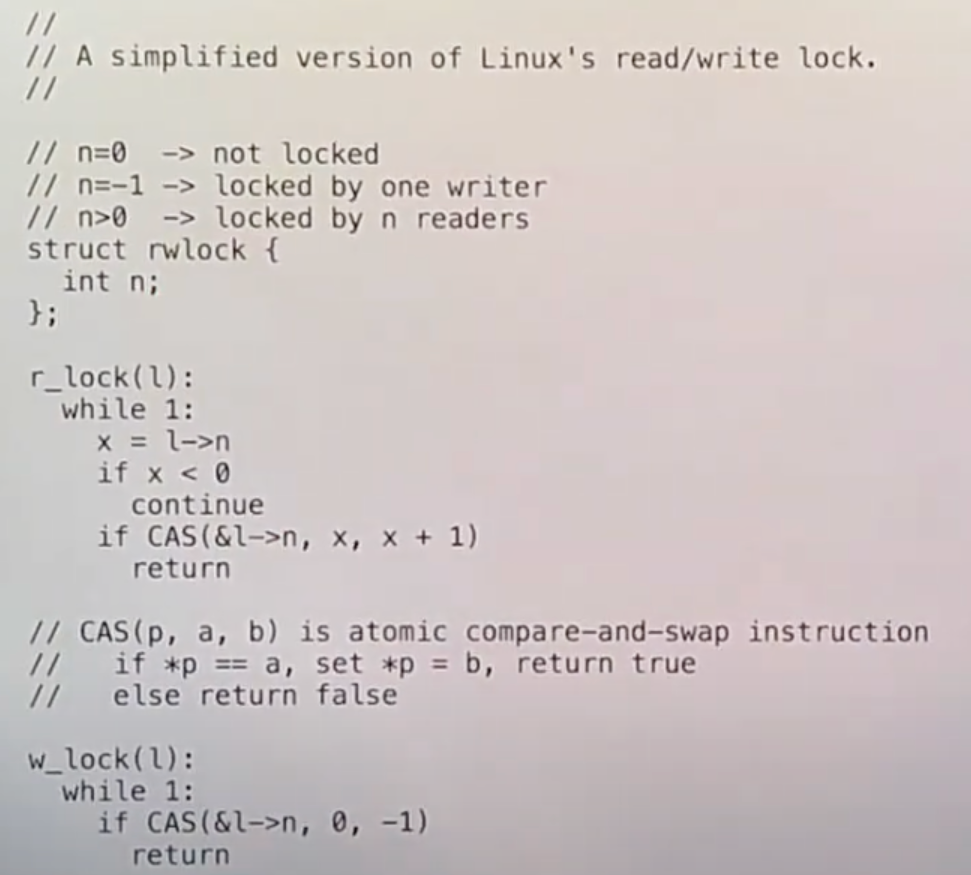 //
// A simplified version of Linux's read/write lock.
//
// n=0 -> not locked
// n=-1 -> locked by one writer
// n>0 -> locked by n readers
struct rwlock {
  int n;
};
r_lock(l):
  while 1:
    x = l->n
    if x < 0
      continue
    if CAS(&l->n, x, x + 1)
      return
// CAS(p, a, b) is atomic compare-and-swap instruction
//   if *p == a, set *p = b, return true
//   else return false
w_lock(l):
  while 1:
    if CAS(&l->n, 0, -1)
      return